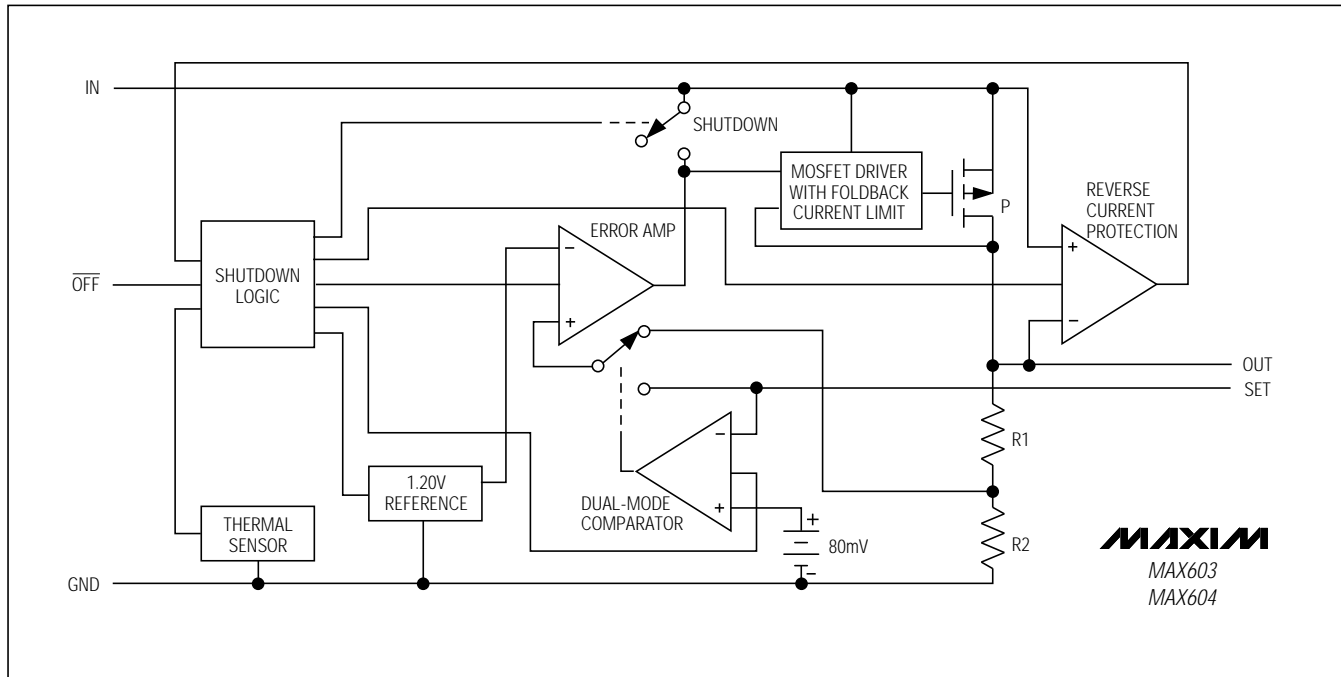 IN
SHUTDOWN
MOSFET DRIVER
WITH FOLDBACK
CURRENT LIMIT
P
REVERSE
CURRENT
PROTECTION
+
−
ERROR AMP
−
+
SHUTDOWN
LOGIC
OFF
OUT
SET
R1
−
+
DUAL-MODE
COMPARATOR
1.20V
REFERENCE
THERMAL
SENSOR
+
−
80mV
R2
GND
MAXIM
MAX603
MAX604